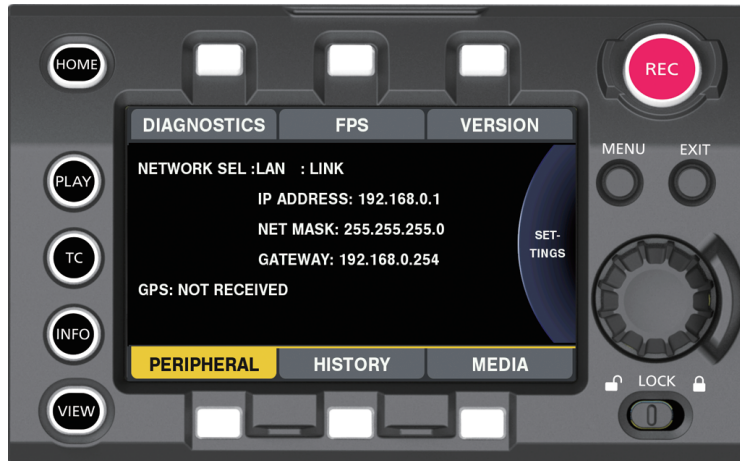 HOME
REC
DIAGNOSTICS FPS VERSION
MENU EXIT
NETWORK SEL :LAN : LINK
PLAY
IP ADDRESS: 192.168.0.1
NET MASK: 255.255.255.0
SET-
TINGS
TC
GATEWAY: 192.168.0.254
GPS: NOT RECEIVED
INFO
PERIPHERAL HISTORY MEDIA
LOCK
VIEW
0